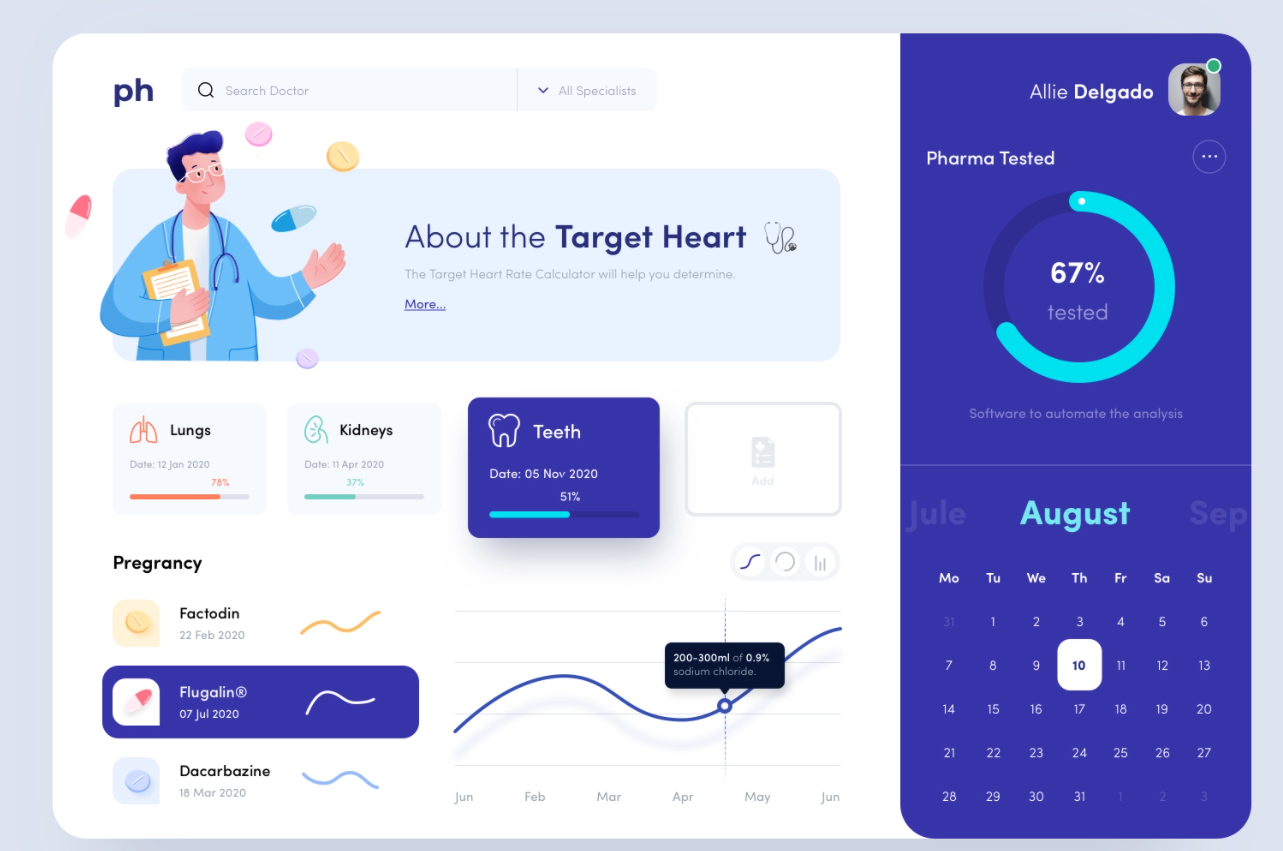 ph
Search Doctor
All Specialists
Allie Delgado
Pharma Tested
67%
tested
Software to automate the analysis
About the Target Heart
The Target Heart Rate Calculator will help you determine.
More...
Lungs
Date: 12 Jan 2020
78%
Kidneys
Date: 11 Apr 2020
37%
Teeth
Date: 05 Nov 2020
51%
Add
Pregrancy
Factodin
22 Feb 2020
Flugalin®
07 Jul 2020
Dacarbazine
18 Mar 2020
200-300ml of 0.9%
sodium chloride.
Jun Feb Mar Apr May Jun
Jule August Sep
Mo Tu We Th Fr Sa Su
31 1 2 3 4 5 6
7 8 9 10 11 12 13
14 15 16 17 18 19 20
21 22 23 24 25 26 27
28 29 30 31 1 2 3